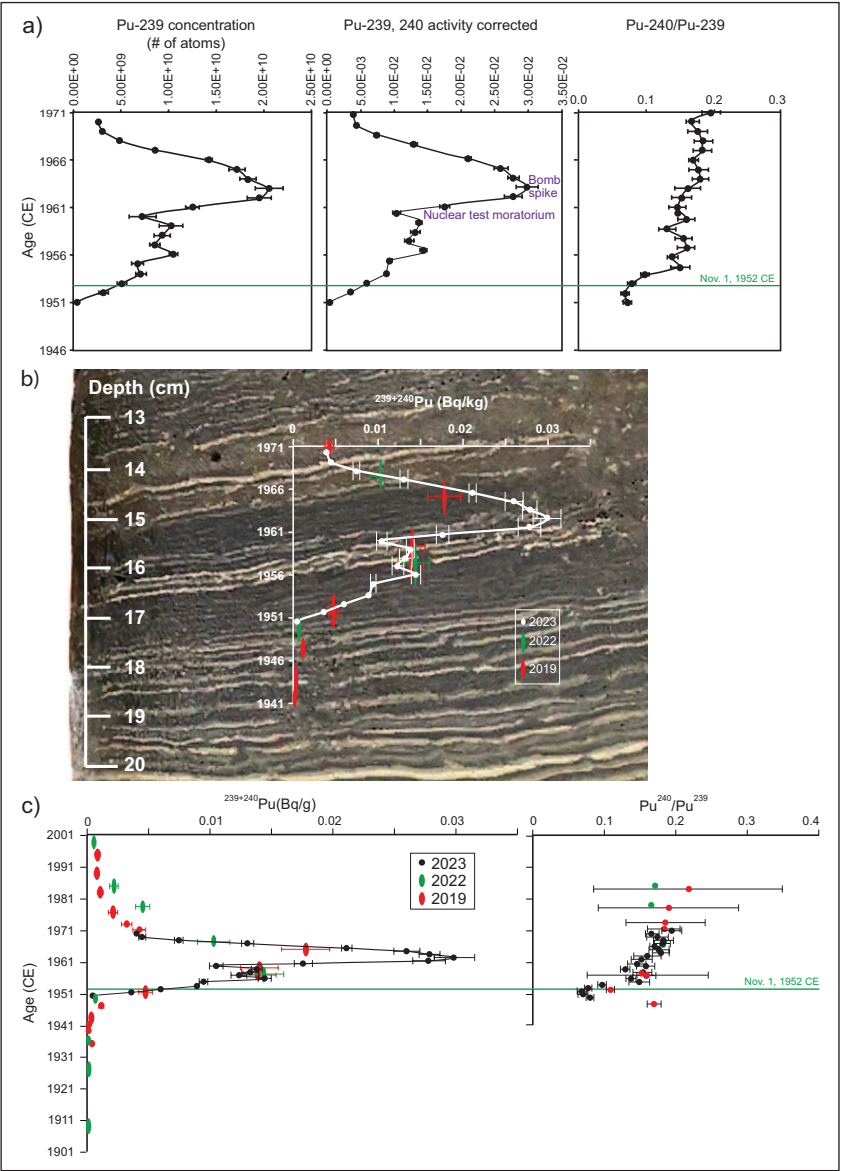 a)
Pu-239 concentration
(# of atoms)
Pu-239, 240 activity corrected
Pu-240/Pu-239
0.00E+00
5.00E+09
1.00E+10
1.50E+10
2.00E+10
2.50E+10
0.00E+00
5.00E-03
1.00E-02
1.50E-02
2.00E-02
2.50E-02
3.00E-02
3.50E-02
0.0
0.1
0.2
0.3
1971
1966
1961
1956
1951
1946
Age (CE)
Bomb
spike
Nuclear test moratorium
Nov. 1, 1952 CE
b)
Depth (cm)
13
14
15
16
17
18
19
20
239+240Pu (Bq/kg)
0
0.01
0.02
0.03
1971
1966
1961
1956
1951
1946
1941
2023
2022
2019
c)
239+240Pu(Bq/g)
0
0.01
0.02
0.03
Pu240/Pu239
0
0.1
0.2
0.3
0.4
2001
1991
1981
1971
1961
1951
1941
1931
1921
1911
1901
Age (CE)
2023
2022
2019
Nov. 1, 1952 CE